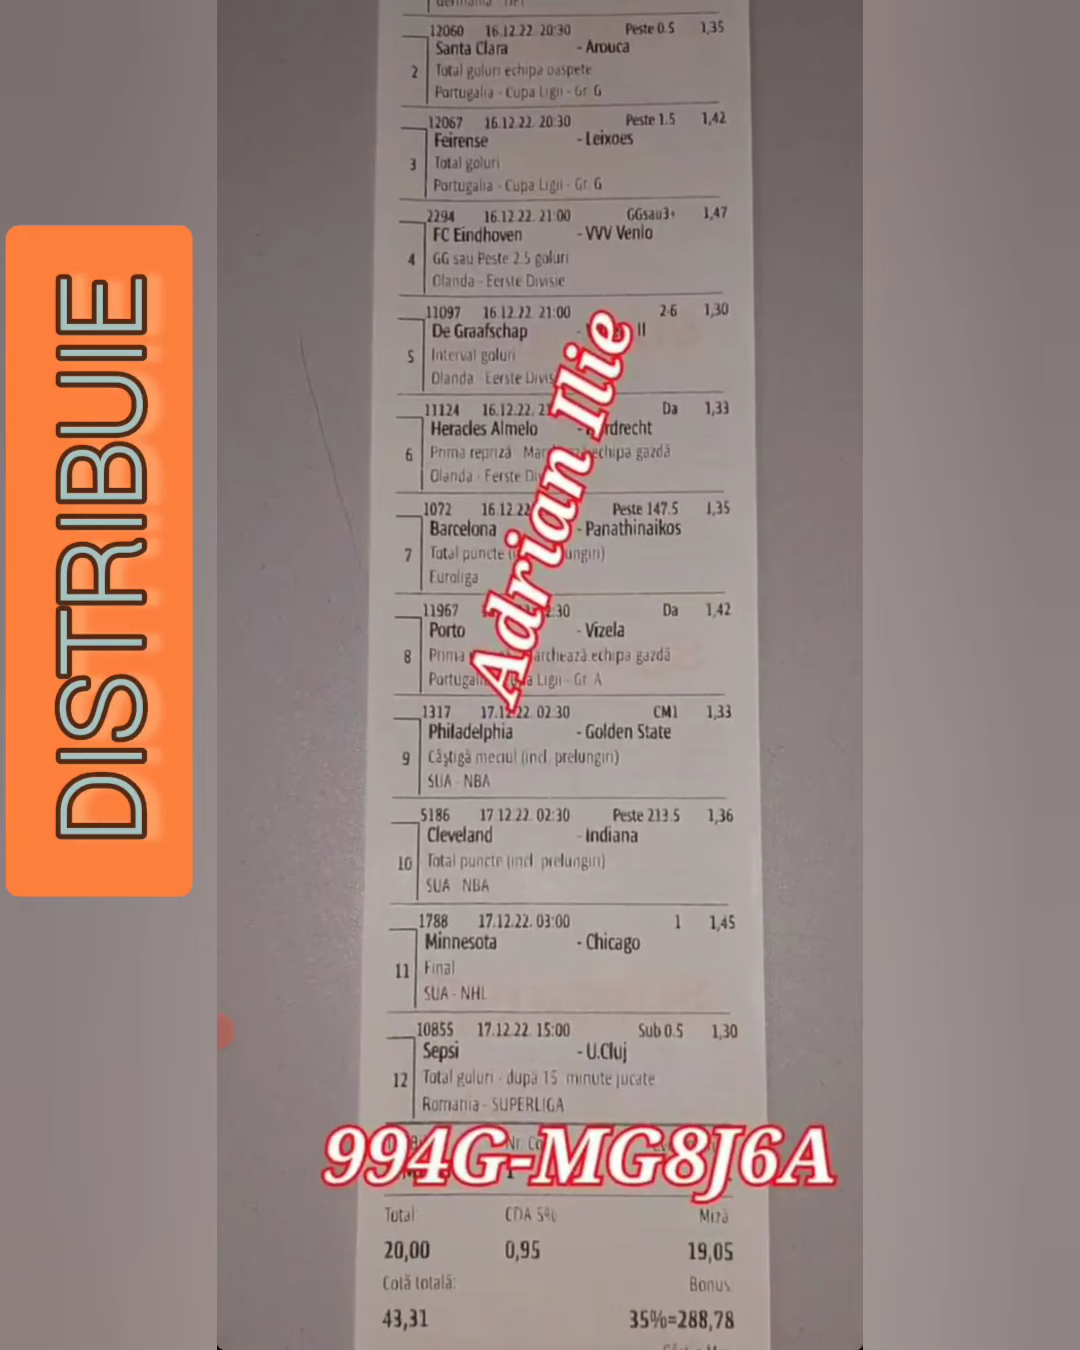 DISTRIBUIE
12060 16.12.22. 20:30 Peste 0.5 1,35
Santa Clara - Arouca
2 Total goluri echipa oaspete
Portugalia - Cupa Ligii - Gr. G
12067 16.12.22. 20:30 Peste 1.5 1,42
Feirense - Leixoes
3 Total goluri
Portugalia - Cupa Ligii - Gr. G
2294 16.12.22. 21:00 GGsau3+ 1,47
FC Eindhoven - VVV Venlo
4 GG sau Peste 2.5 goluri
Olanda - Eerste Divisie
11097 16.12.22. 21:00 2-6 1,30
De Graafschap - II
5 Interval goluri
Olanda - Eerste
11124 16.12.22. Da 1,33
Heracles Almelo
6 Prima repriză echipa gazdă
Olanda - Eerste
1072 16.12.22 Peste 147.5 1,35
Barcelona - Panathinaikos
7 Total puncte
Euroliga
11967 Da 1,42
Porto - Vizela
8 Prima marchează echipa gazdă
Ligii - Gr. A
1317 17.12.22. 02:30 CM1 1,33
Philadelphia - Golden State
9 Câştigă meciul (incl. prelungiri)
SUA - NBA
5186 17.12.22. 02:30 Peste 213.5 1,36
Cleveland - Indiana
10 Total puncte (incl. prelungiri)
SUA - NBA
1788 17.12.22. 03:00 1 1,45
Minnesota - Chicago
11 Final
SUA - NHL
10855 17.12.22. 15:00 Sub 0.5 1,30
Sepsi - U.Cluj
12 Total goluri - după 15 minute jucate
Romania - SUPERLIGA
Adrian Ilie
994G-MG8J6A
Total: CDA 5% Miză
20,00 0,95 19,05
Cotă totală: Bonus
43,31 35%=288,78